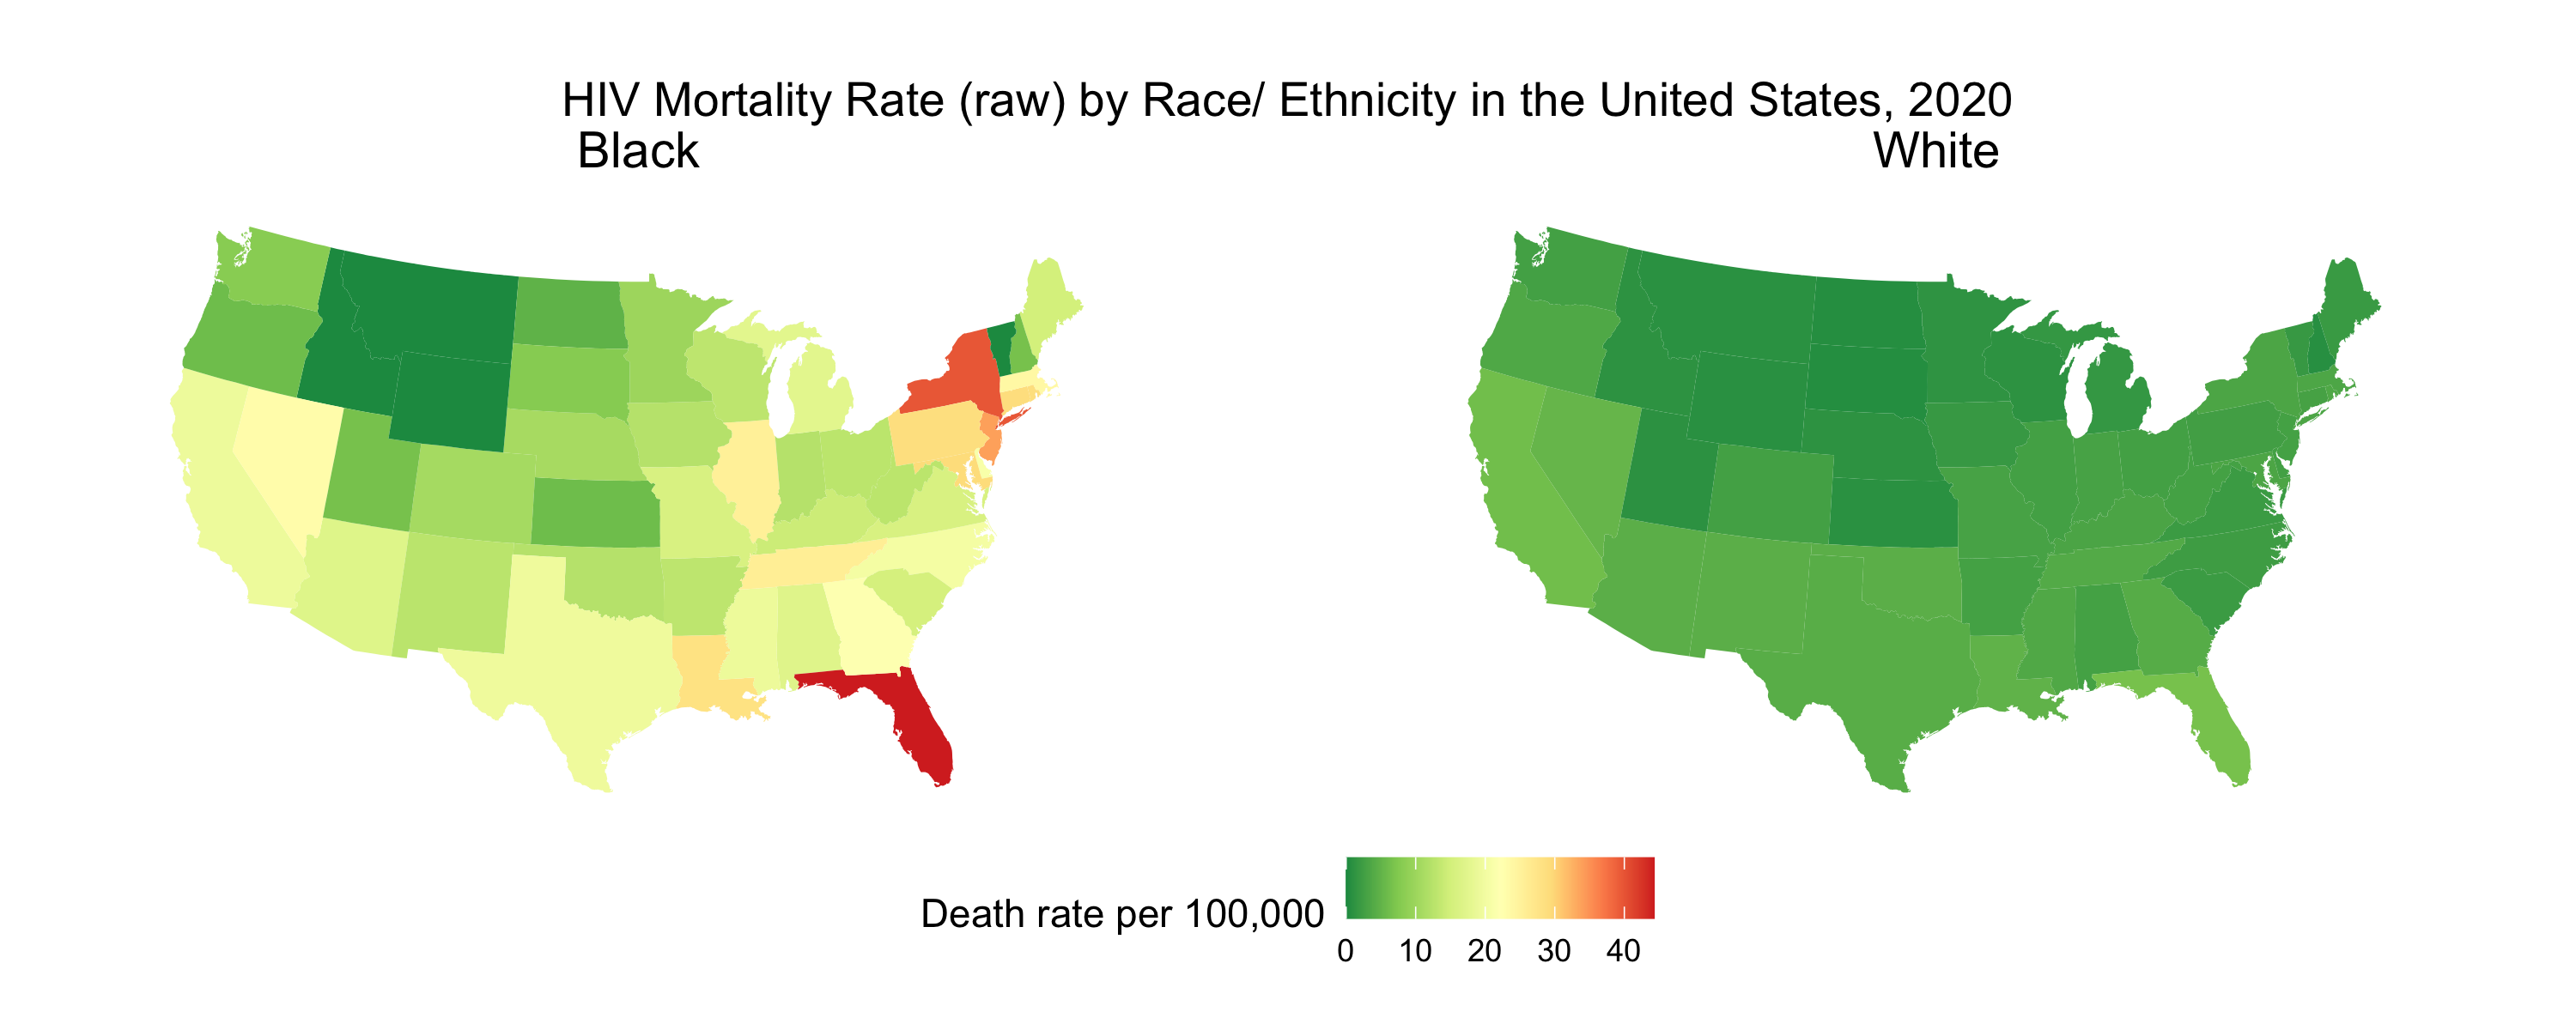 HIV Mortality Rate (raw) by Race/ Ethnicity in the United States, 2020
Black
White
Death rate per 100,000
0 10 20 30 40